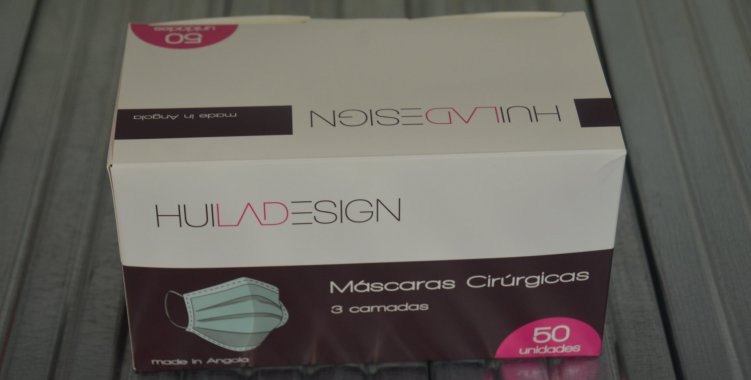 50
unidades
made in Angola
HUILADESIGN
HUILADESIGN
Máscaras Cirúrgicas
3 camadas
50
unidades
made in Angola